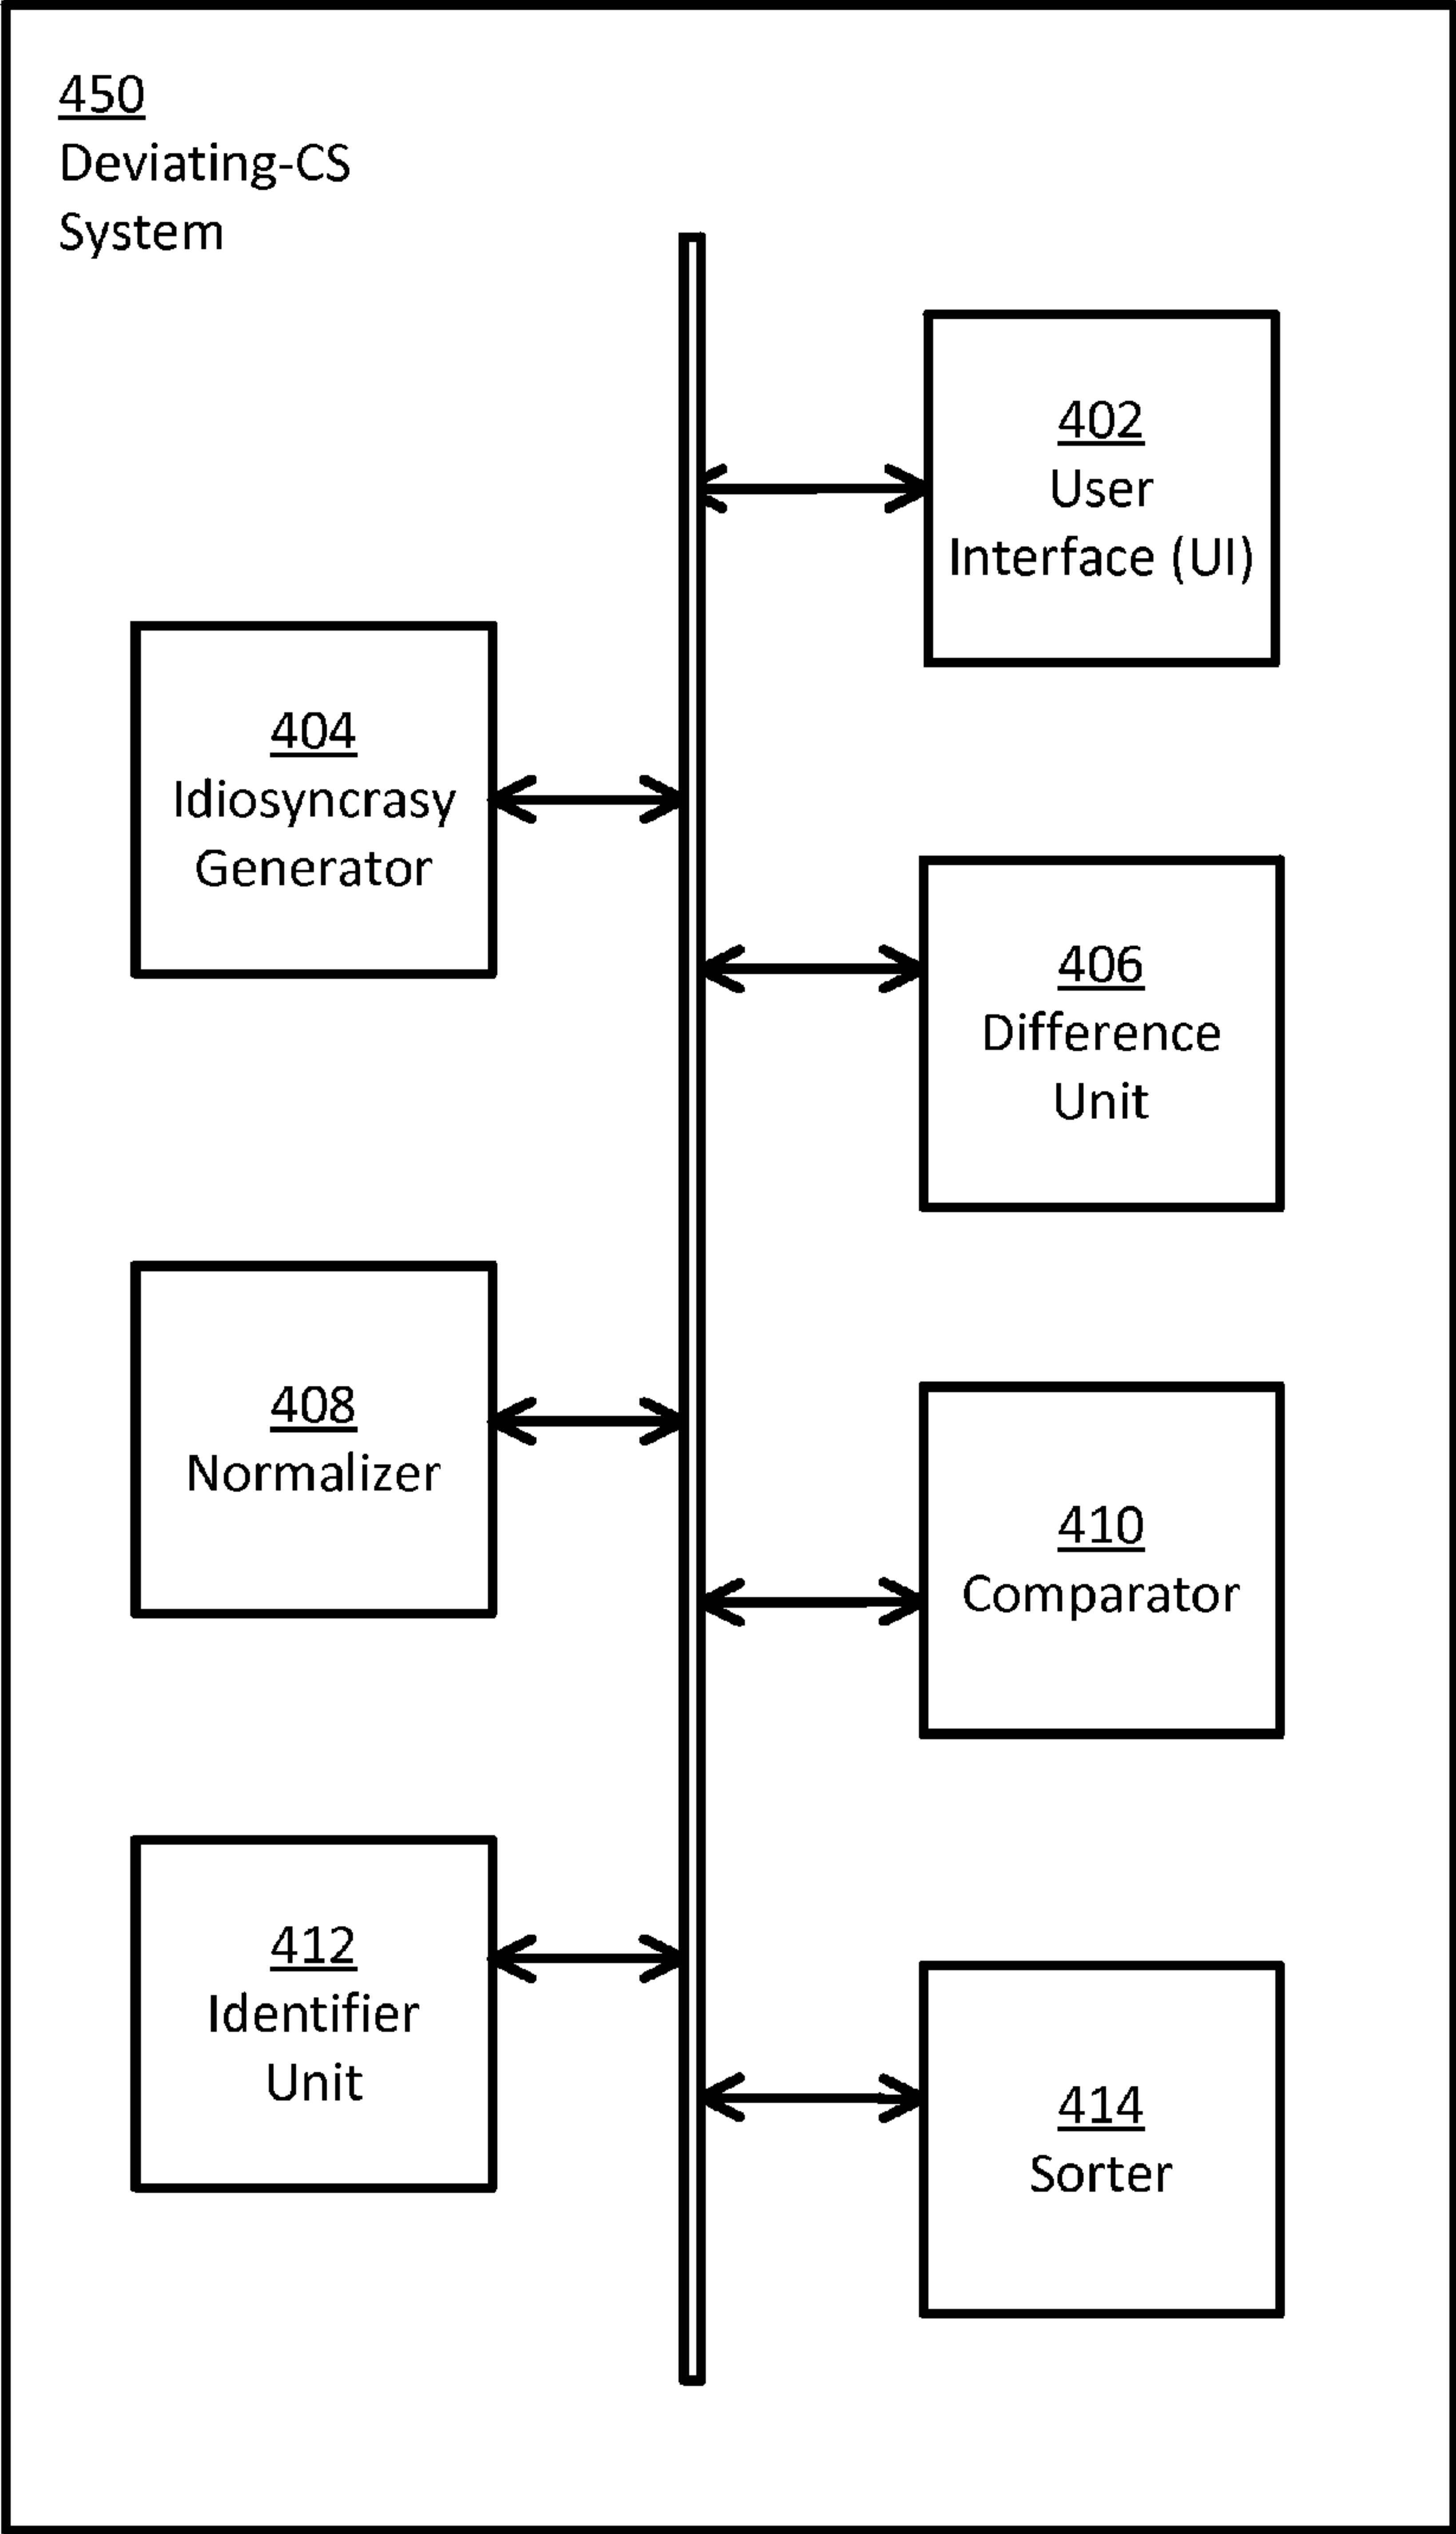 450
Deviating-CS
System
402
User
Interface (UI)
404
Idiosyncrasy
Generator
406
Difference
Unit
408
Normalizer
410
Comparator
412
Identifier
Unit
414
Sorter